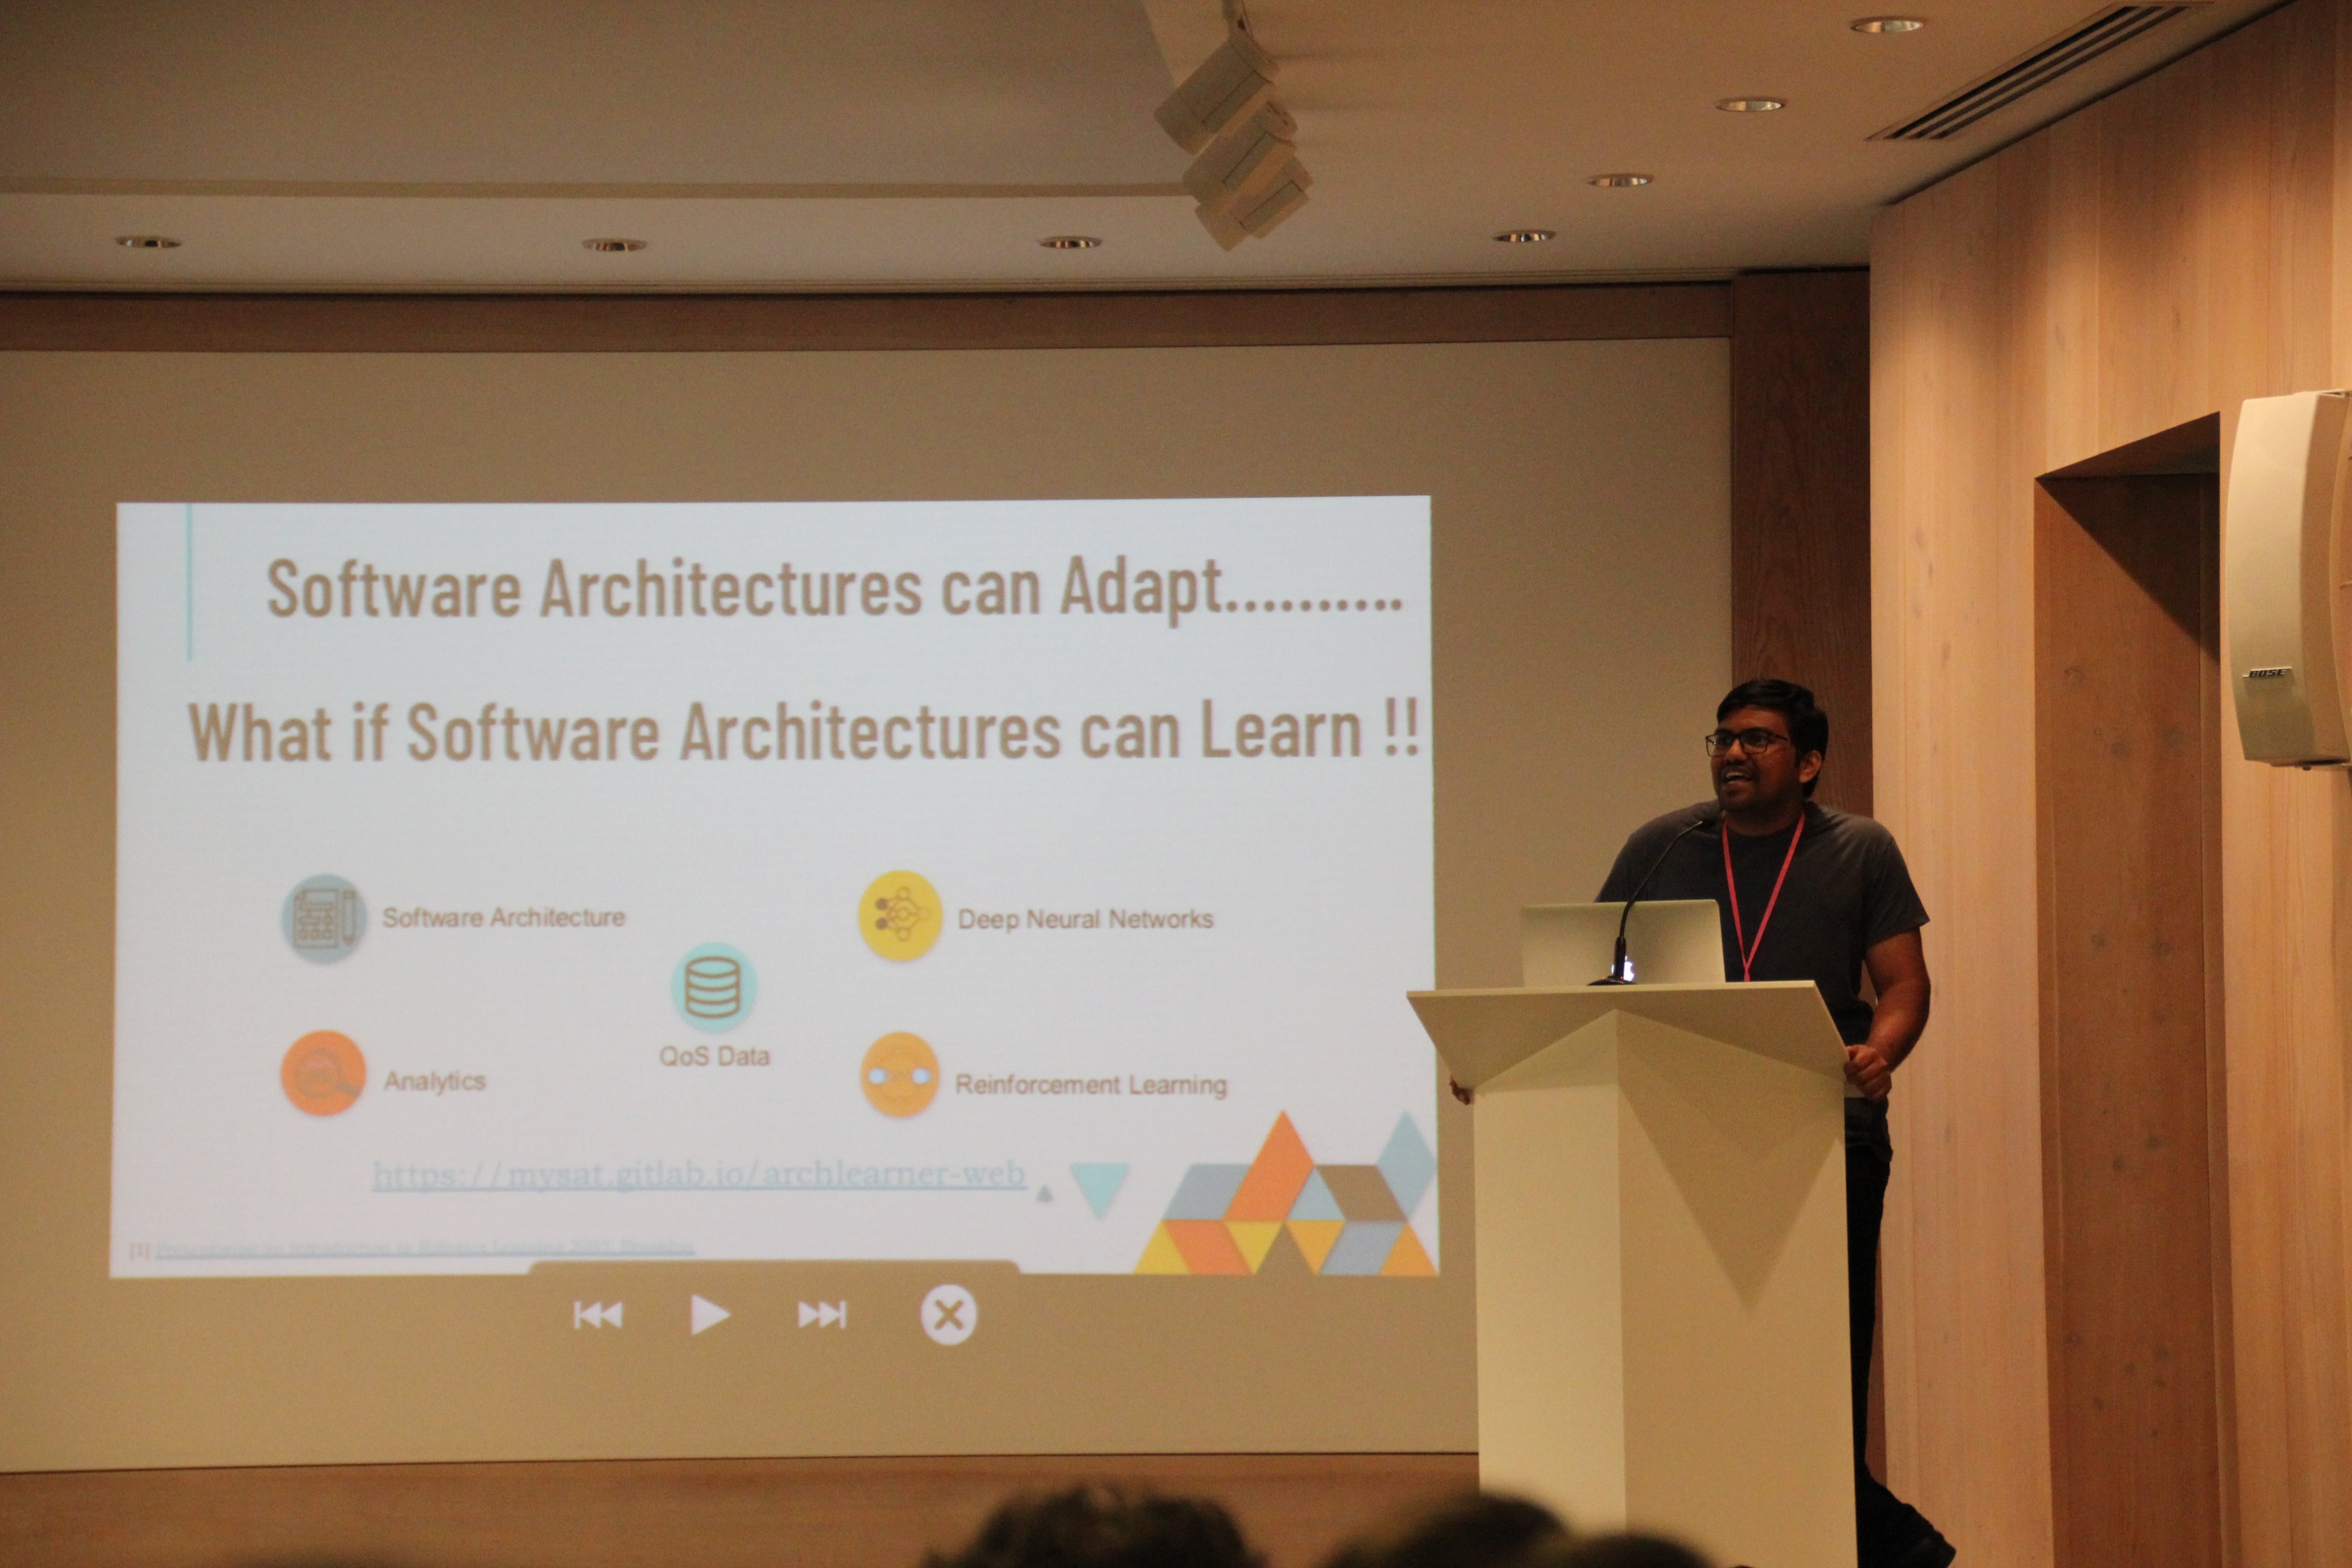 Software Architectures can Adapt..........
What if Software Architectures can Learn !!
Software Architecture
Deep Neural Networks
QoS Data
Analytics
Reinforcement Learning
https://mysat.gitlab.io/archlearner-web
[1]
BOSE